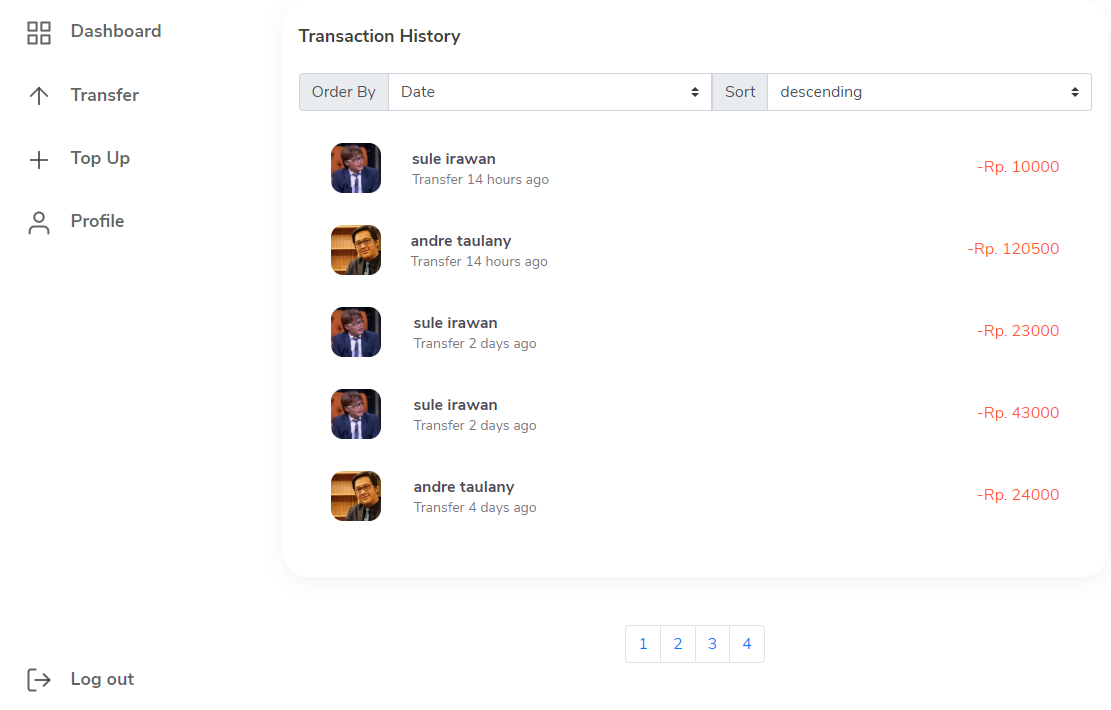 Dashboard
Transfer
Top Up
Profile
Log out
Transaction History
Order By Date Sort descending
sule irawan
Transfer 14 hours ago
-Rp. 10000
andre taulany
Transfer 14 hours ago
-Rp. 120500
sule irawan
Transfer 2 days ago
-Rp. 23000
sule irawan
Transfer 2 days ago
-Rp. 43000
andre taulany
Transfer 4 days ago
-Rp. 24000
1 2 3 4